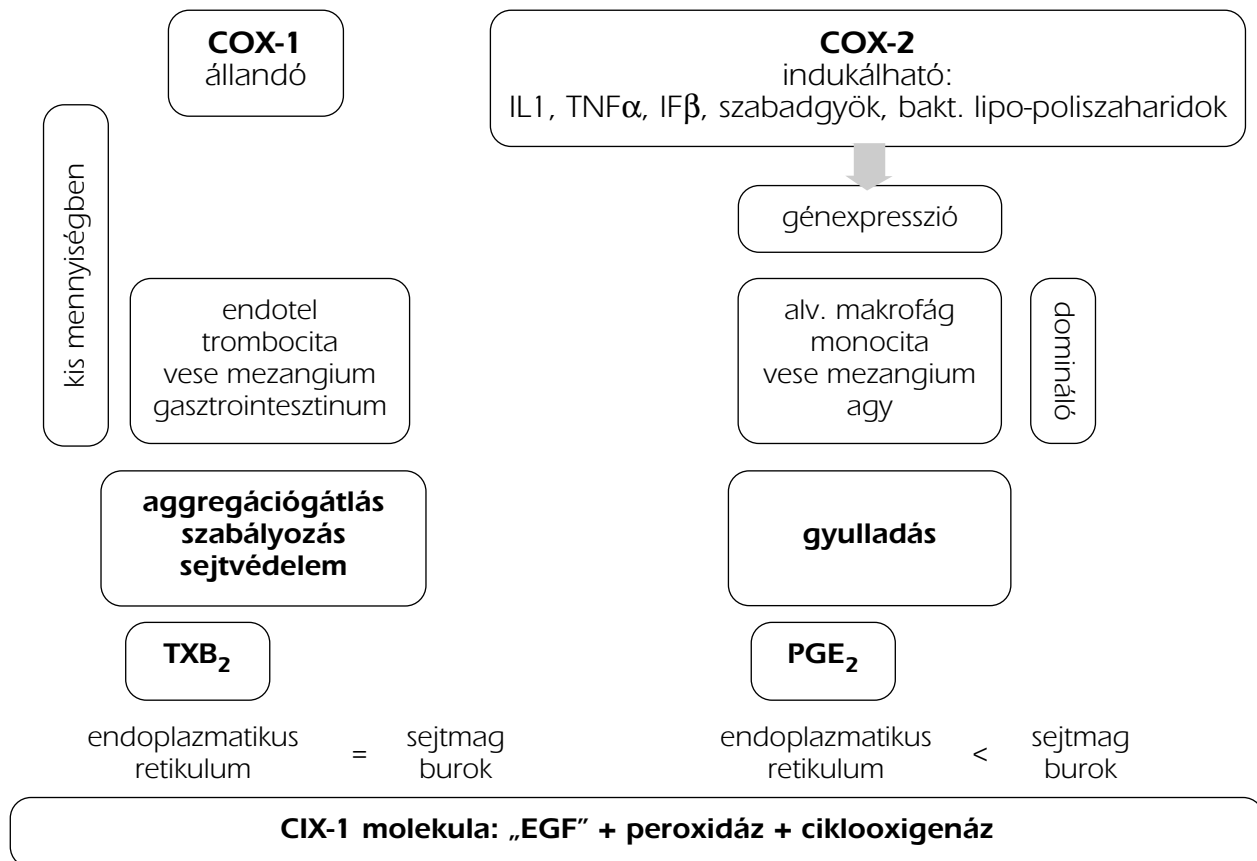 COX-1
állandó
COX-2
indukálható:
IL1, TNFα, IFβ, szabadgyök, bakt. lipo-poliszaharidok
génexpresszió
kis mennyiségben
endotel
trombocita
vese mezangium
gasztrointesztinum
alv. makrofág
monocita
vese mezangium
agy
domináló
aggregációgátlás
szabályozás
sejtvédelem
gyulladás
TXB₂
PGE₂
endoplazmatikus
retikulum
=
sejtmag
burok
endoplazmatikus
retikulum
<
sejtmag
burok
CIX-1 molekula: „EGF” + peroxidáz + ciklooxigenáz